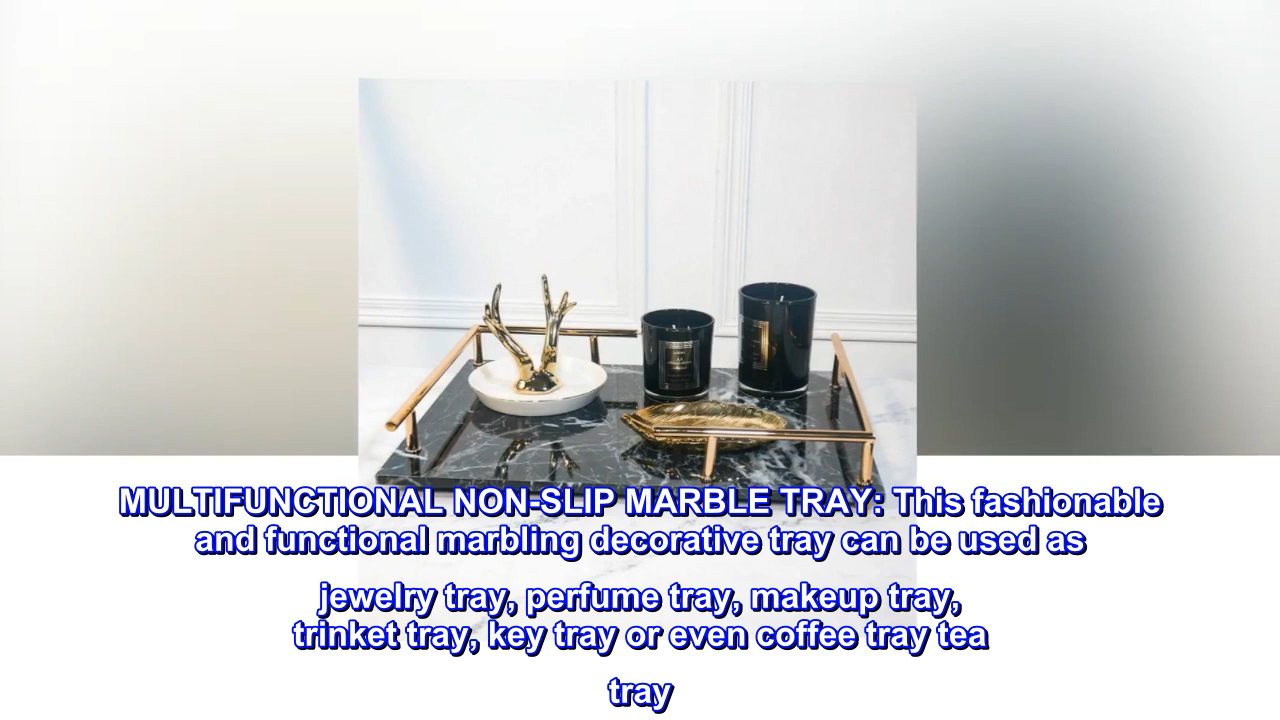 MULTIFUNCTIONAL NON-SLIP MARBLE TRAY: This fashionable
and functional marbling decorative tray can be used as
jewelry tray, perfume tray, makeup tray,
trinket tray, key tray or even coffee tray tea
tray